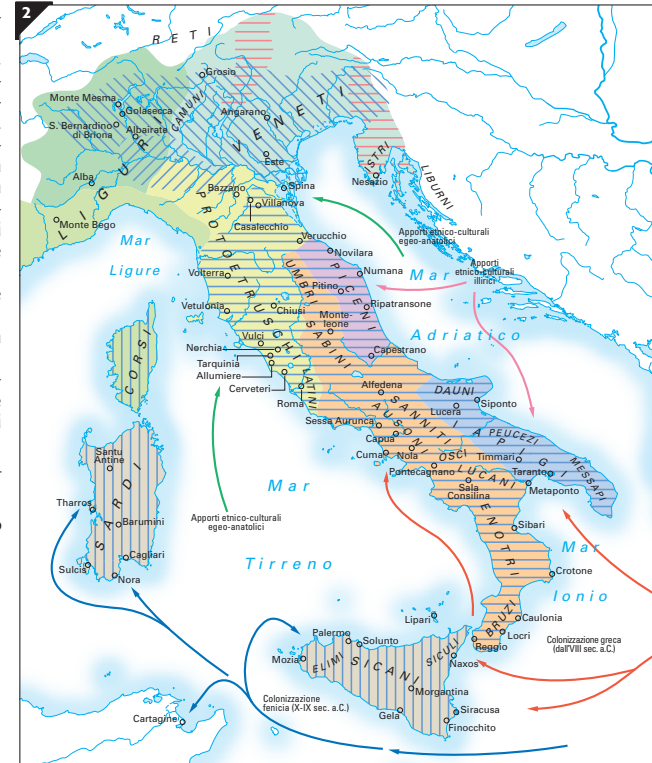 2
RETI
Grosio
Monte Mesma
Golasecca
CAMUNI
S. Bernardino
di Briona
Albairate
Angarano
VENETI
Este
ISTRI
Nesazio
LIBURNI
Alba
LIGURI
Bazzano
Spina
Villanova
Casalecchio
Monte Bego
Mar
Ligure
PROTOETRUSCHI
Verucchio
Apporti etnico-culturali
egeo-anatolici
Novilara
Apporti
etnico-culturali
illirici
Mar
Adriatico
Volterra
UMBRI
PICENI
Numana
Pitino
Ripatransone
Vetulonia
Chiusi
Monte-
leone
SABINI
Vulci
Norchia
Tarquinia
Allumiere
Cerveteri
Capestrano
LATINI
Roma
CORSI
Alfedena
DAUNI
Lucera
Siponto
SANNITI
Sessa Aurunca
AUSONI
Capua
OSCI
IAPIGI
PEUCEZI
MESSAPI
Cuma
Nola
Timmari
Pontecagnano
LUCANI
Taranto
Sala
Consilina
Metaponto
Santu
Antine
SARDI
Tharros
Barumini
Mar
Tirreno
Apporti etnico-culturali
egeo-anatolici
ENOTRI
Sibari
Mar
Ionio
Sulcis
Cagliari
Nora
Crotone
Lipari
BRUZI
Caulonia
Locri
Reggio
Colonizzazione greca
(dall'VIII sec. a.C.)
Palermo
Solunto
Mozia
ELIMI
SICANI
SICULI
Naxos
Morgantina
Colonizzazione
fenicia (X-IX sec. a.C.)
Cartagine
Gela
Siracusa
Finocchito